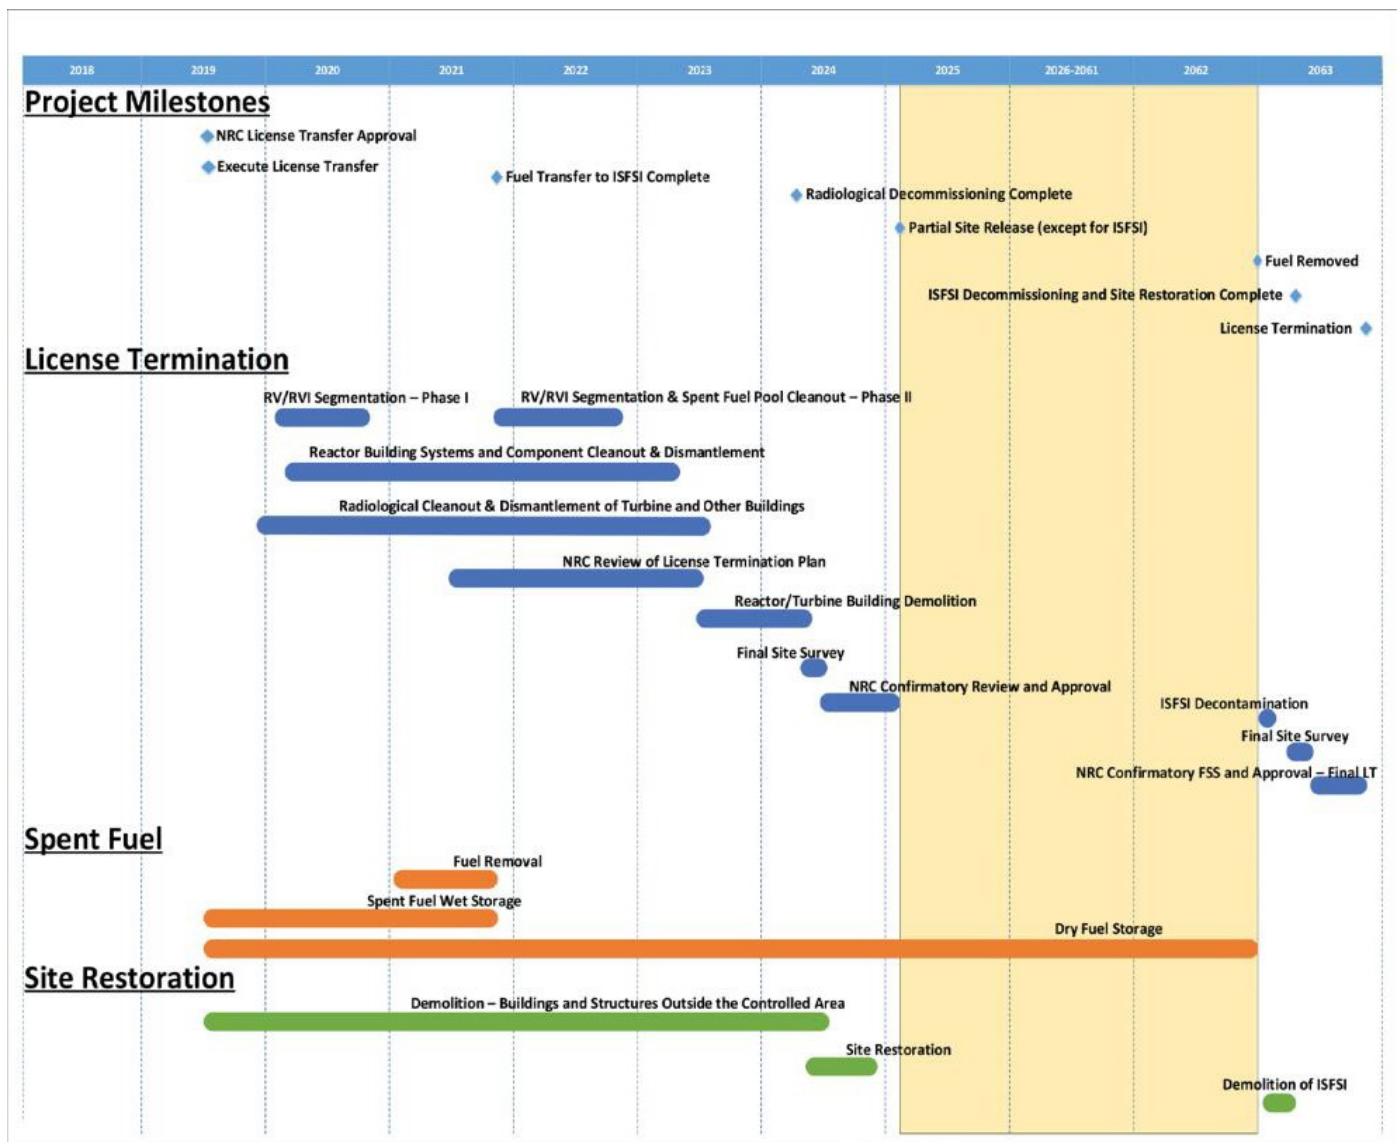 2018 2019 2020 2021 2022 2023 2024 2025 2026-2061 2062 2063
Project Milestones
NRC License Transfer Approval
Execute License Transfer
Fuel Transfer to ISFSI Complete
Radiological Decommissioning Complete
Partial Site Release (except for ISFSI)
Fuel Removed
ISFSI Decommissioning and Site Restoration Complete
License Termination
License Termination
RV/RVI Segmentation – Phase I
RV/RVI Segmentation & Spent Fuel Pool Cleanout – Phase II
Reactor Building Systems and Component Cleanout & Dismantlement
Radiological Cleanout & Dismantlement of Turbine and Other Buildings
NRC Review of License Termination Plan
Reactor/Turbine Building Demolition
Final Site Survey
NRC Confirmatory Review and Approval
ISFSI Decontamination
Final Site Survey
NRC Confirmatory FSS and Approval – Final LT
Spent Fuel
Fuel Removal
Spent Fuel Wet Storage
Dry Fuel Storage
Site Restoration
Demolition – Buildings and Structures Outside the Controlled Area
Site Restoration
Demolition of ISFSI